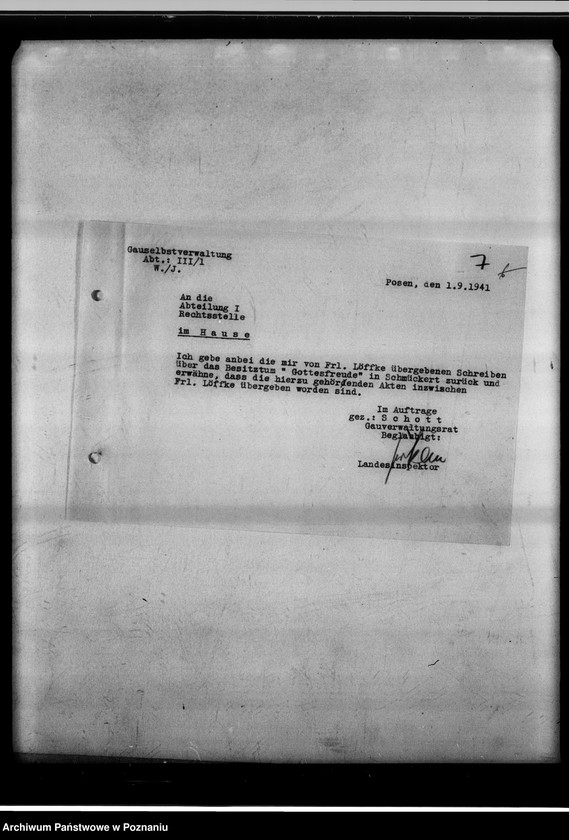 Gauselbstverwaltung
Abt.: III/1
W./J.
7
Posen, den 1.9.1941
An die
Abteilung I
Rechtsstelle
im Hause
Ich gebe anbei die mir von Frl. Löffke übergebenen Schreiben
über das Besitztum " Gottesfreude" in Schmückert zurück und
erwähne, dass die hierzu gehörenden Akten inzwischen
Frl. Löffke übergeben worden sind.
Im Auftrage
gez.: Schott
Gauverwaltungsrat
Beglaubigt:
Landesinspektor
Archiwum Państwowe w Poznaniu